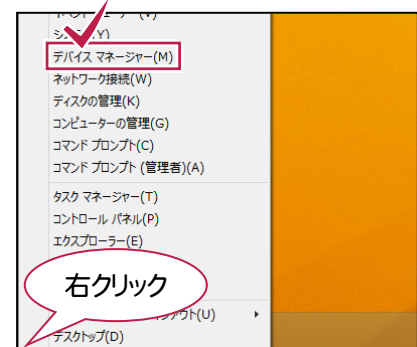 デバイス マネージャー(M)
ネットワーク接続(W)
ディスクの管理(K)
コンピューターの管理(G)
コマンド プロンプト(C)
コマンド プロンプト (管理者)(A)
タスク マネージャー(T)
コントロール パネル(P)
エクスプローラー(E)
右クリック
(U)
デスクトップ(D)